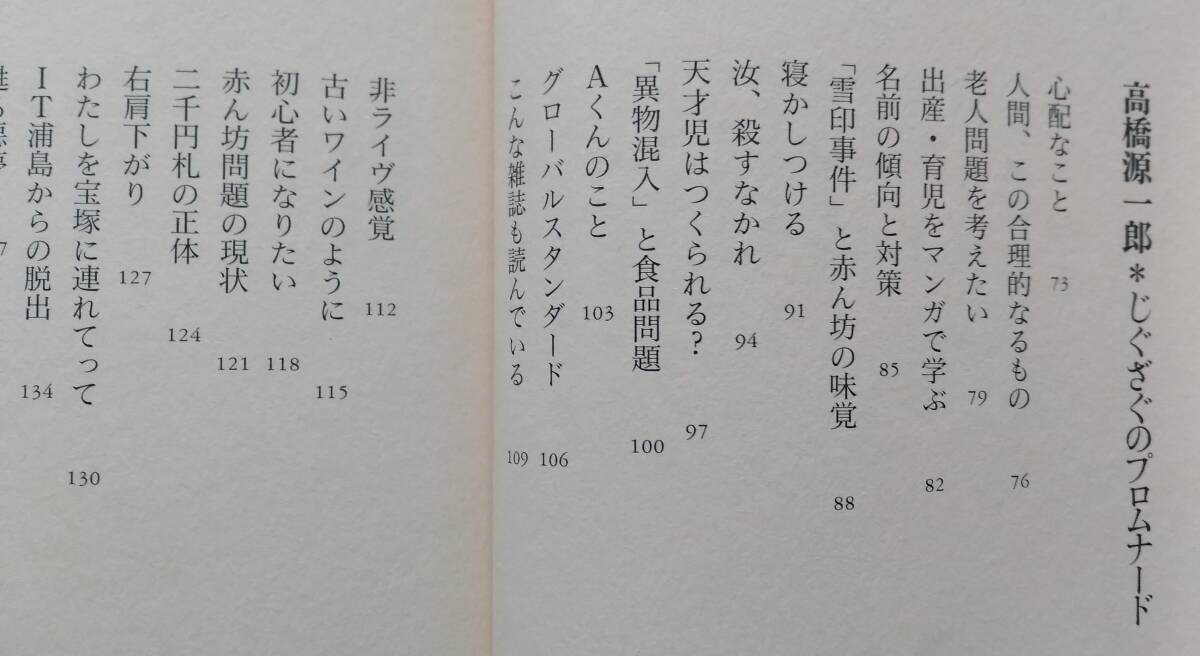 高橋源一郎＊じぐざぐのプロムナード
心配なこと 73
人間、この合理的なるもの 76
老人問題を考えたい 79
出産・育児をマンガで学ぶ 82
名前の傾向と対策 85
「雪印事件」と赤ん坊の味覚 88
寝かしつける 91
汝、殺すなかれ 94
天才児はつくられる? 97
「異物混入」と食品問題 100
Aくんのこと 103
グローバルスタンダード 106
こんな雑誌も読んでいる 109
非ライヴ感覚 112
古いワインのように 115
初心者になりたい 118
赤ん坊問題の現状 121
二千円札の正体 124
右肩下がり 127
わたしを宝塚に連れてって 130
IT浦島からの脱出 134